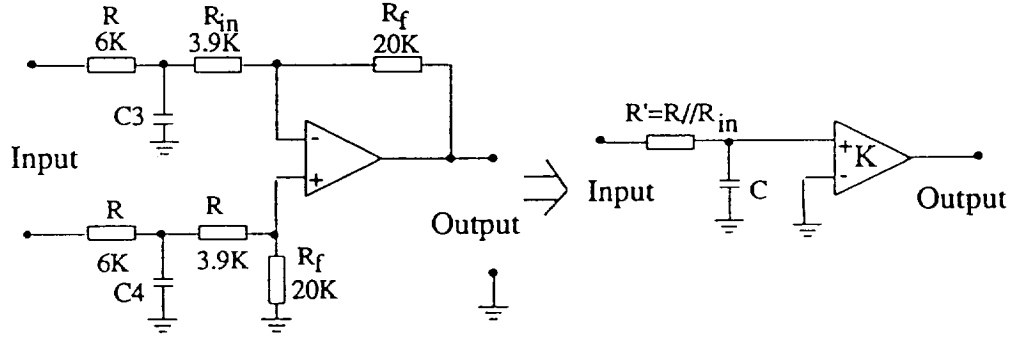 R
6K
R_in
3.9K
R_f
20K
C3
-
+
Input
R
6K
R
3.9K
C4
R_f
20K
Output
R'=R//R_in
+
K
-
C
Input
Output